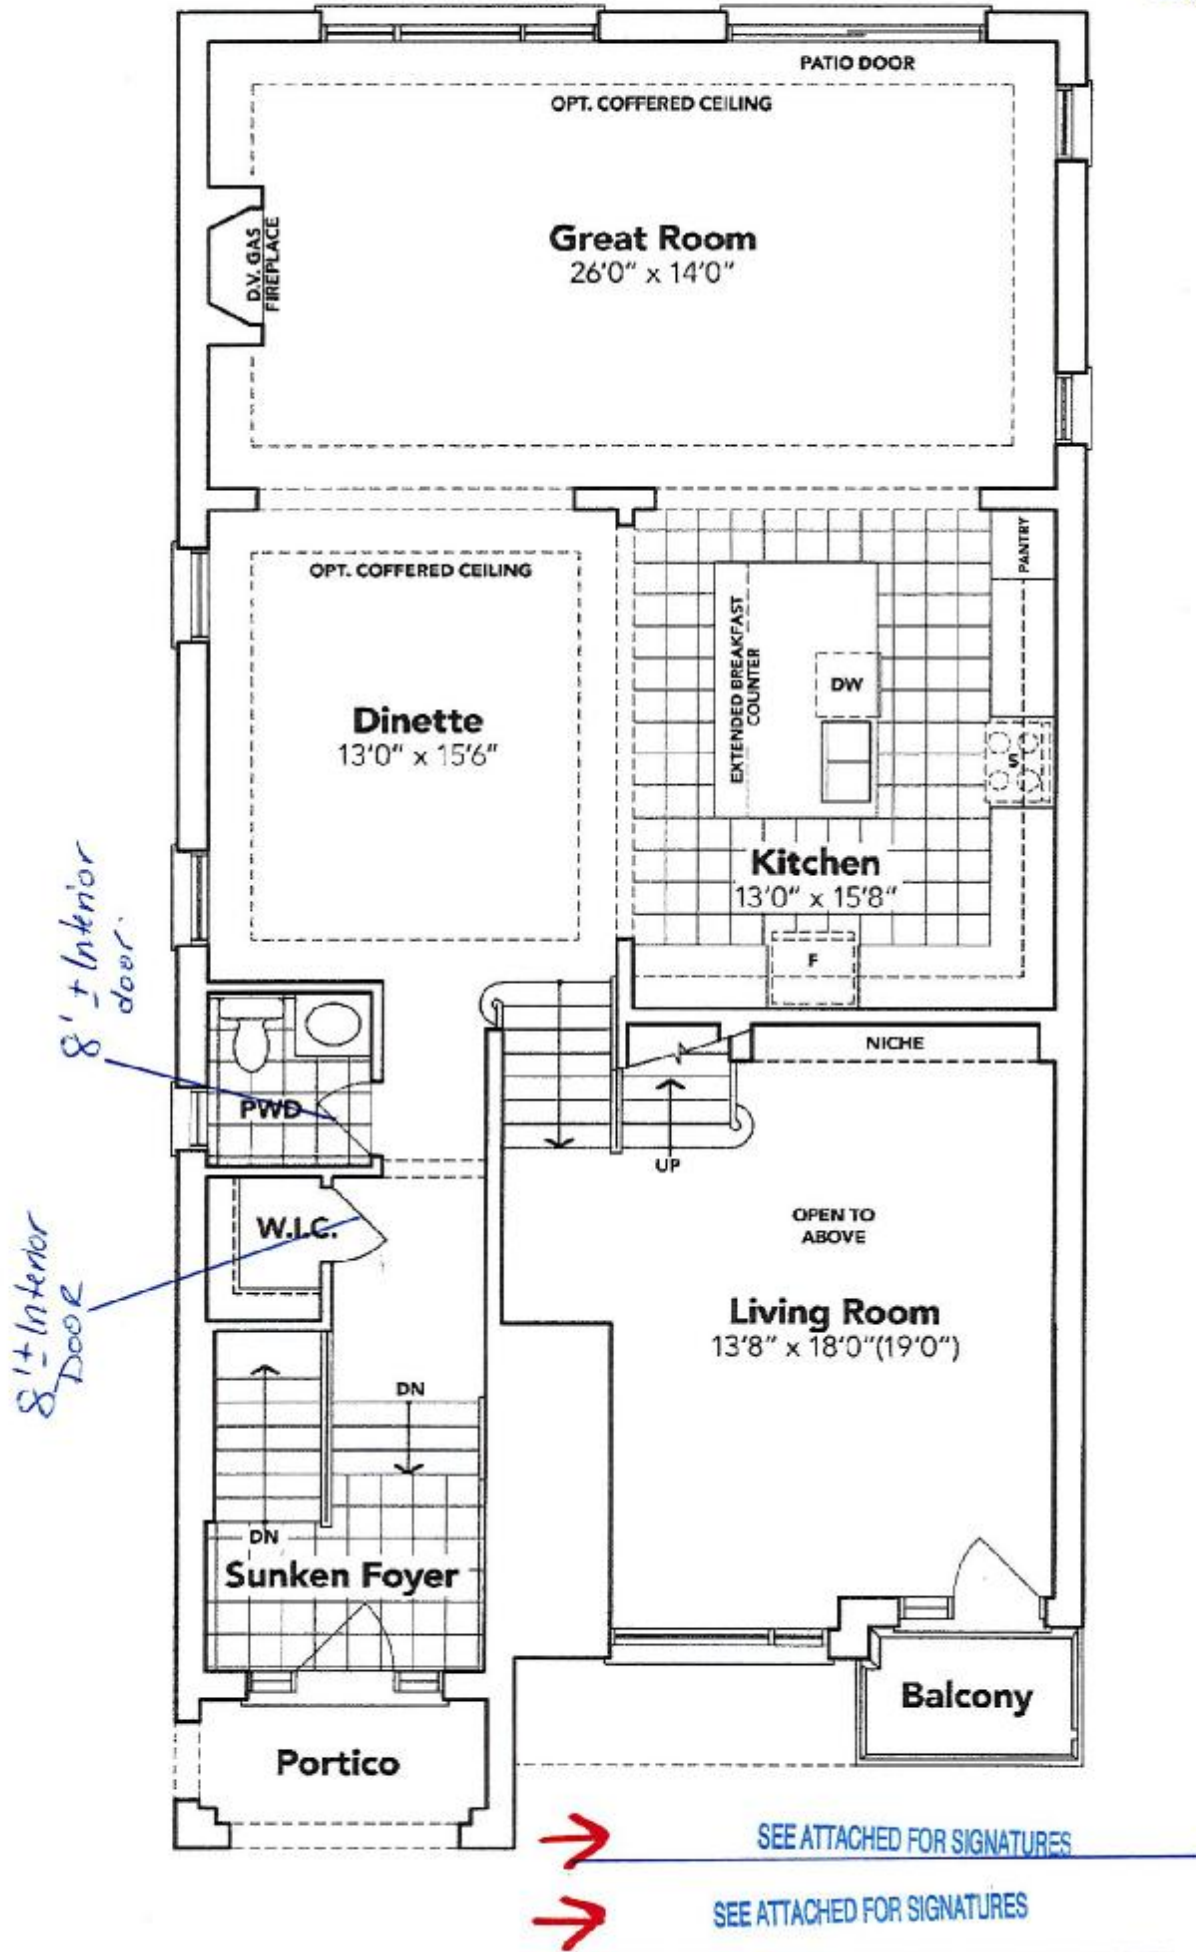 PATIO DOOR
OPT. COFFERED CEILING
Great Room
26'0" x 14'0"
D.V. GAS
FIREPLACE
PANTRY
OPT. COFFERED CEILING
EXTENDED BREAKFAST
COUNTER
DW
Dinette
13'0" x 15'6"
S
Kitchen
13'0" x 15'8"
F
8' ± Interior
door.
NICHE
PWD
UP
OPEN TO
ABOVE
W.I.C.
8' ± Interior
DOOR
Living Room
13'8" x 18'0"(19'0")
DN
DN
Sunken Foyer
Balcony
Portico
SEE ATTACHED FOR SIGNATURES
SEE ATTACHED FOR SIGNATURES